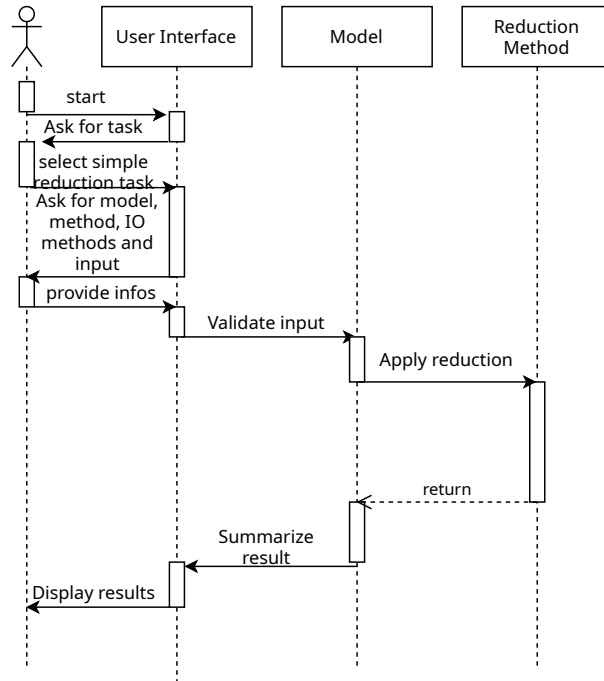 User Interface
Model
Reduction
Method
start
Ask for task
select simple
reduction task
Ask for model,
method, IO
methods and
input
provide infos
Validate input
Apply reduction
return
Summarize
result
Display results